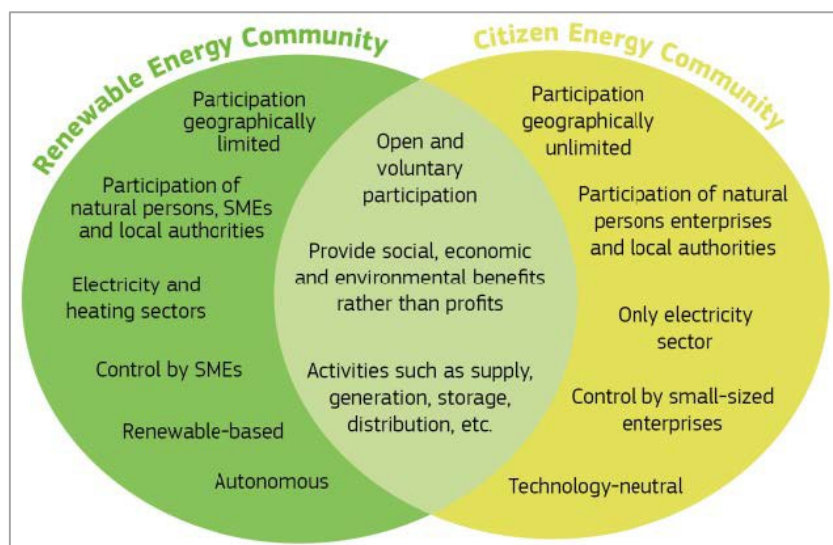 Renewable Energy Community
Participation
geographically
limited
Participation of
natural persons, SMEs
and local authorities
Electricity and
heating sectors
Control by SMEs
Renewable-based
Autonomous
Open and
voluntary
participation
Provide social, economic
and environmental benefits
rather than profits
Activities such as supply,
generation, storage,
distribution, etc.
Citizen Energy Community
Participation
geographically
unlimited
Participation of natural
persons enterprises
and local authorities
Only electricity
sector
Control by small-sized
enterprises
Technology-neutral